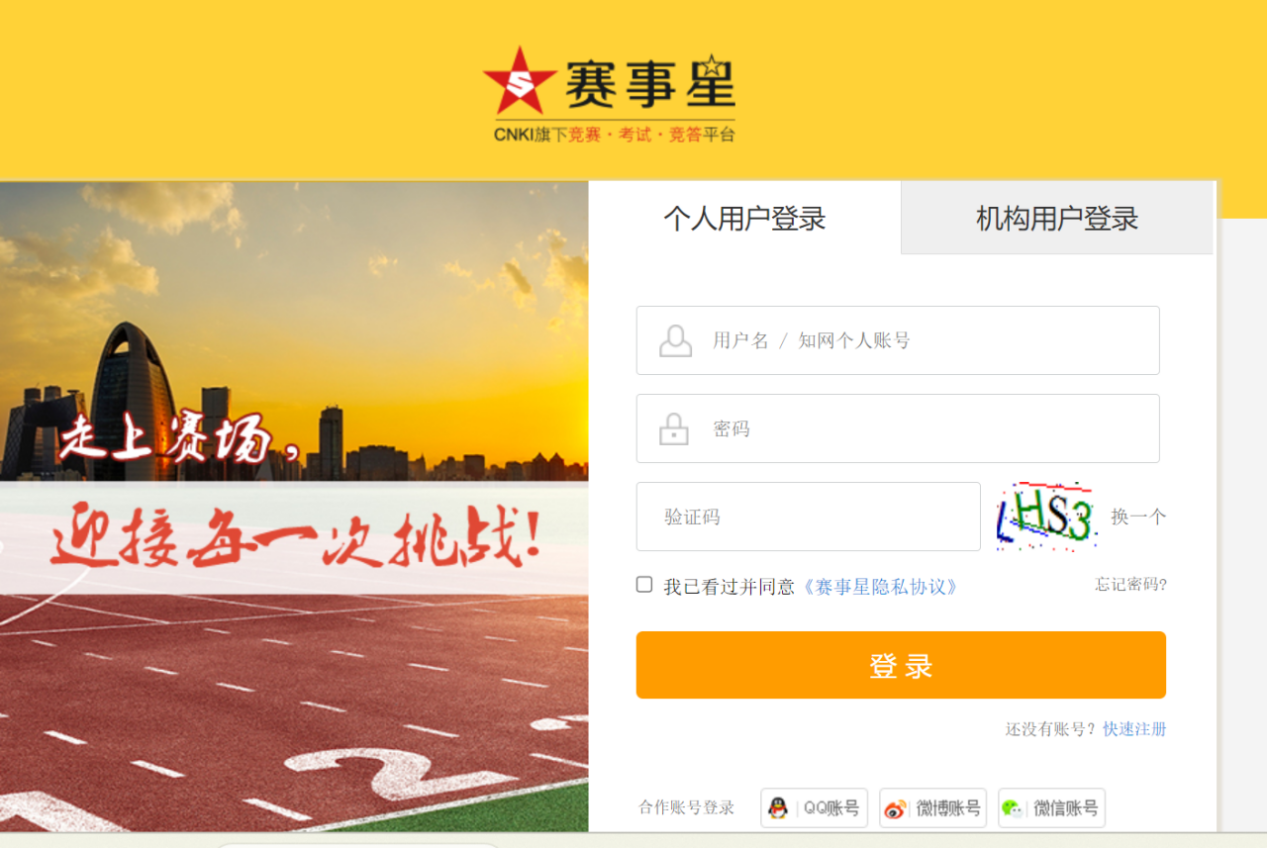 赛事星
CNKI旗下竞赛·考试·竞答平台
个人用户登录
机构用户登录
走上赛场，
迎接每一次挑战！
用户名 / 知网个人账号
密码
验证码
LHS3
换一个
我已看过并同意《赛事星隐私协议》
忘记密码?
登录
还没有账号？快速注册
合作账号登录
QQ账号
微博账号
微信账号
2